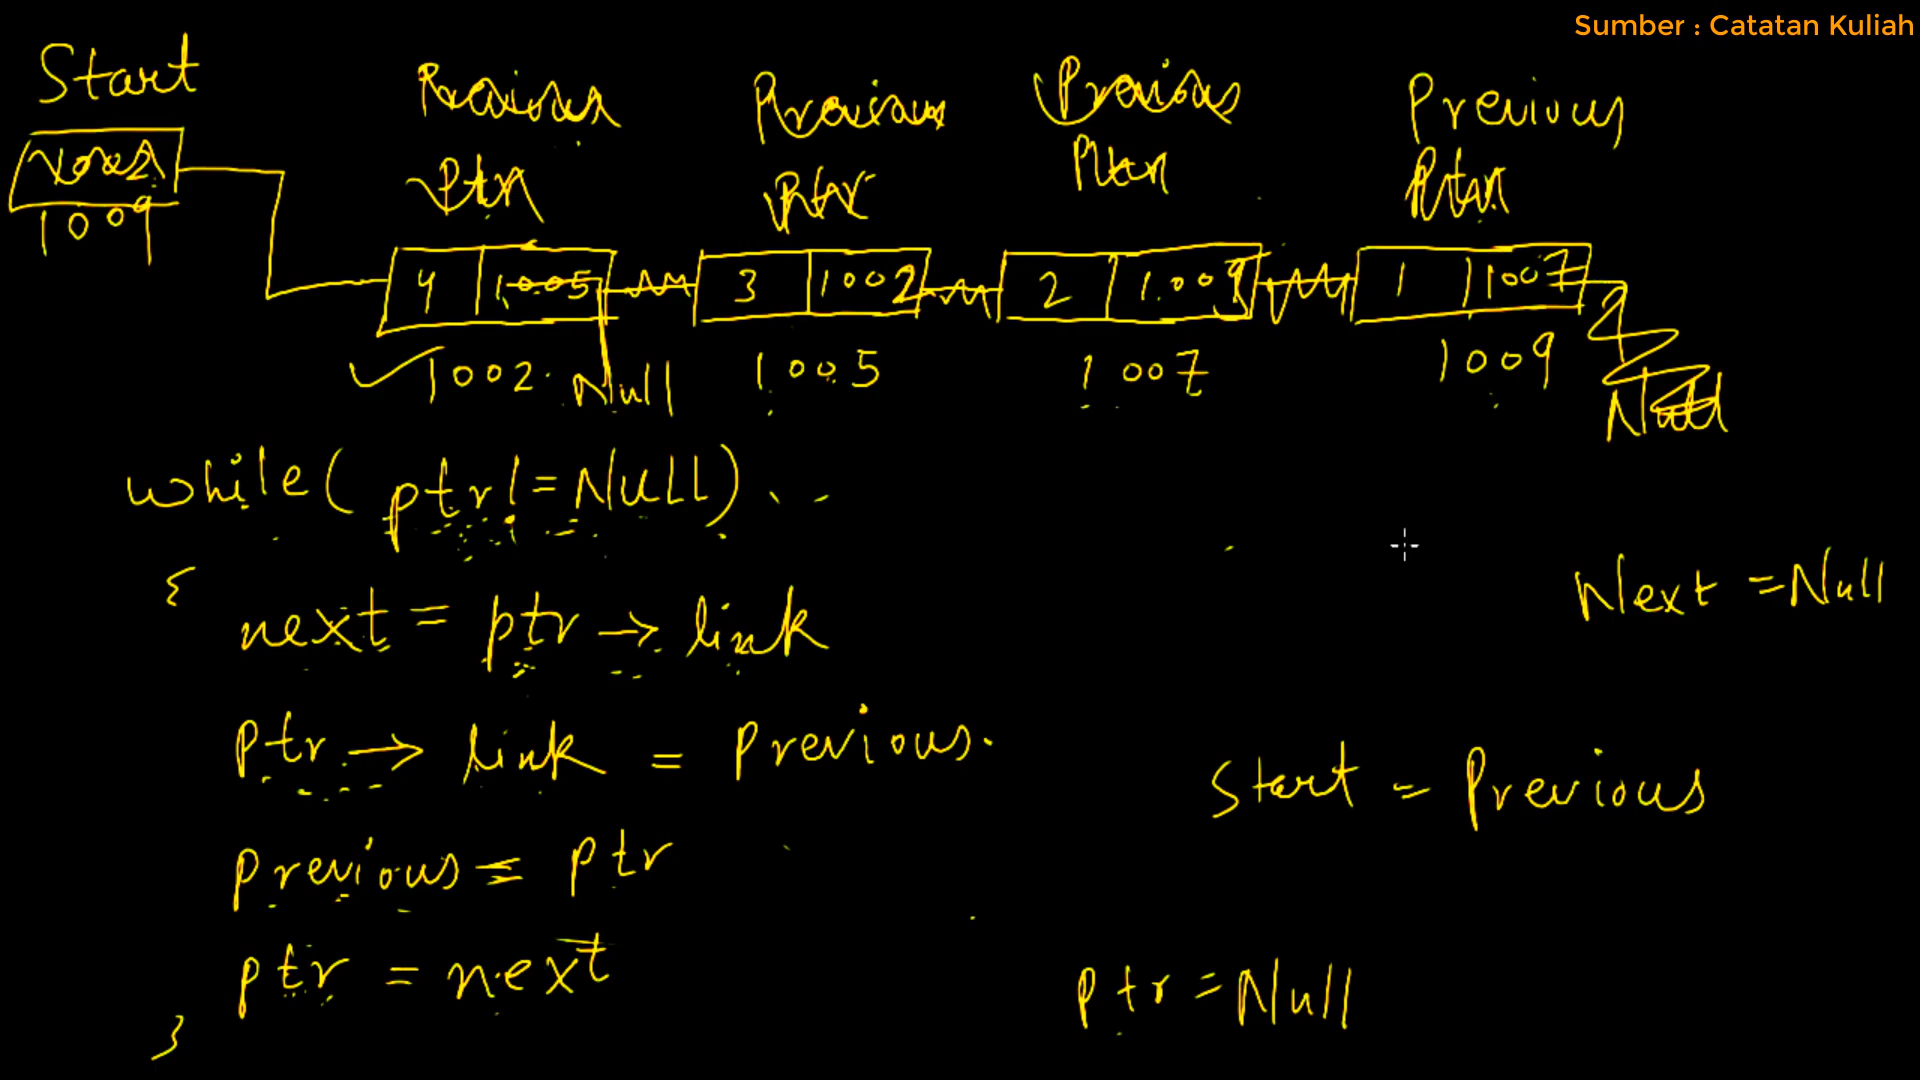 Sumber : Catatan Kuliah
Start
Previous Previous Previous Previous
Ptr Ptr Ptr Ptr
1002
1009
4 1005 3 1002 2 1009 1 1007
1002 Null 1005 1007 1009 Null
while( ptr!=NULL)
{
next = ptr → link
Next =Null
ptr → link = Previous.
Start = Previous
Previous = ptr
ptr = next
Ptr = Null
}